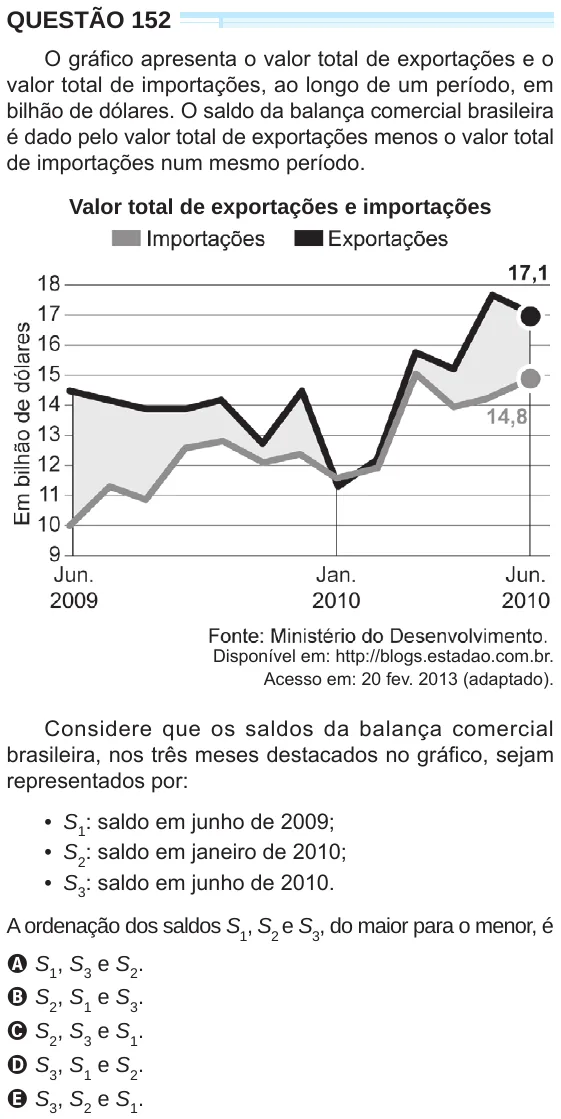 QUESTÃO 152
O gráfico apresenta o valor total de exportações e o
valor total de importações, ao longo de um período, em
bilhão de dólares. O saldo da balança comercial brasileira
é dado pelo valor total de exportações menos o valor total
de importações num mesmo período.
Valor total de exportações e importações
Importações Exportações
17,1
18
17
16
15
14
13
12
11
10
9
Em bilhão de dólares
14,8
Jun. Jan. Jun.
2009 2010 2010
Fonte: Ministério do Desenvolvimento.
Disponível em: http://blogs.estadao.com.br.
Acesso em: 20 fev. 2013 (adaptado).
Considere que os saldos da balança comercial
brasileira, nos três meses destacados no gráfico, sejam
representados por:
• S₁: saldo em junho de 2009;
• S₂: saldo em janeiro de 2010;
• S₃: saldo em junho de 2010.
A ordenação dos saldos S₁, S₂ e S₃, do maior para o menor, é
A S₁, S₃ e S₂.
B S₂, S₁ e S₃.
C S₂, S₃ e S₁.
D S₃, S₁ e S₂.
E S₃, S₂ e S₁.